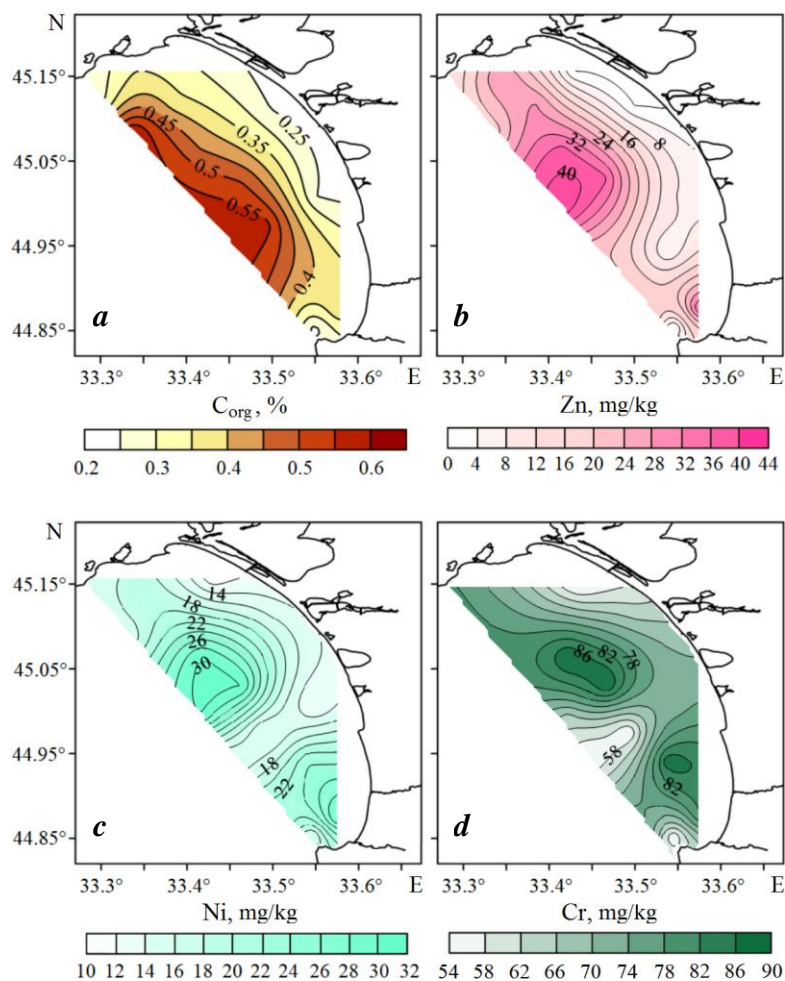 N
45.15°
45.05°
44.95°
44.85°
0.45
0.35
0.25
0.5
0.55
0.4
a
33.3° 33.4° 33.5° 33.6° E
Corg, %
0.2 0.3 0.4 0.5 0.6
32 24 16 8
40
b
33.3° 33.4° 33.5° 33.6° E
Zn, mg/kg
0 4 8 12 16 20 24 28 32 36 40 44
N
45.15°
45.05°
44.95°
44.85°
14
18
22
26
30
18
22
c
33.3° 33.4° 33.5° 33.6° E
Ni, mg/kg
10 12 14 16 18 20 22 24 26 28 30 32
86 82 78
58
82
d
33.3° 33.4° 33.5° 33.6° E
Cr, mg/kg
54 58 62 66 70 74 78 82 86 90